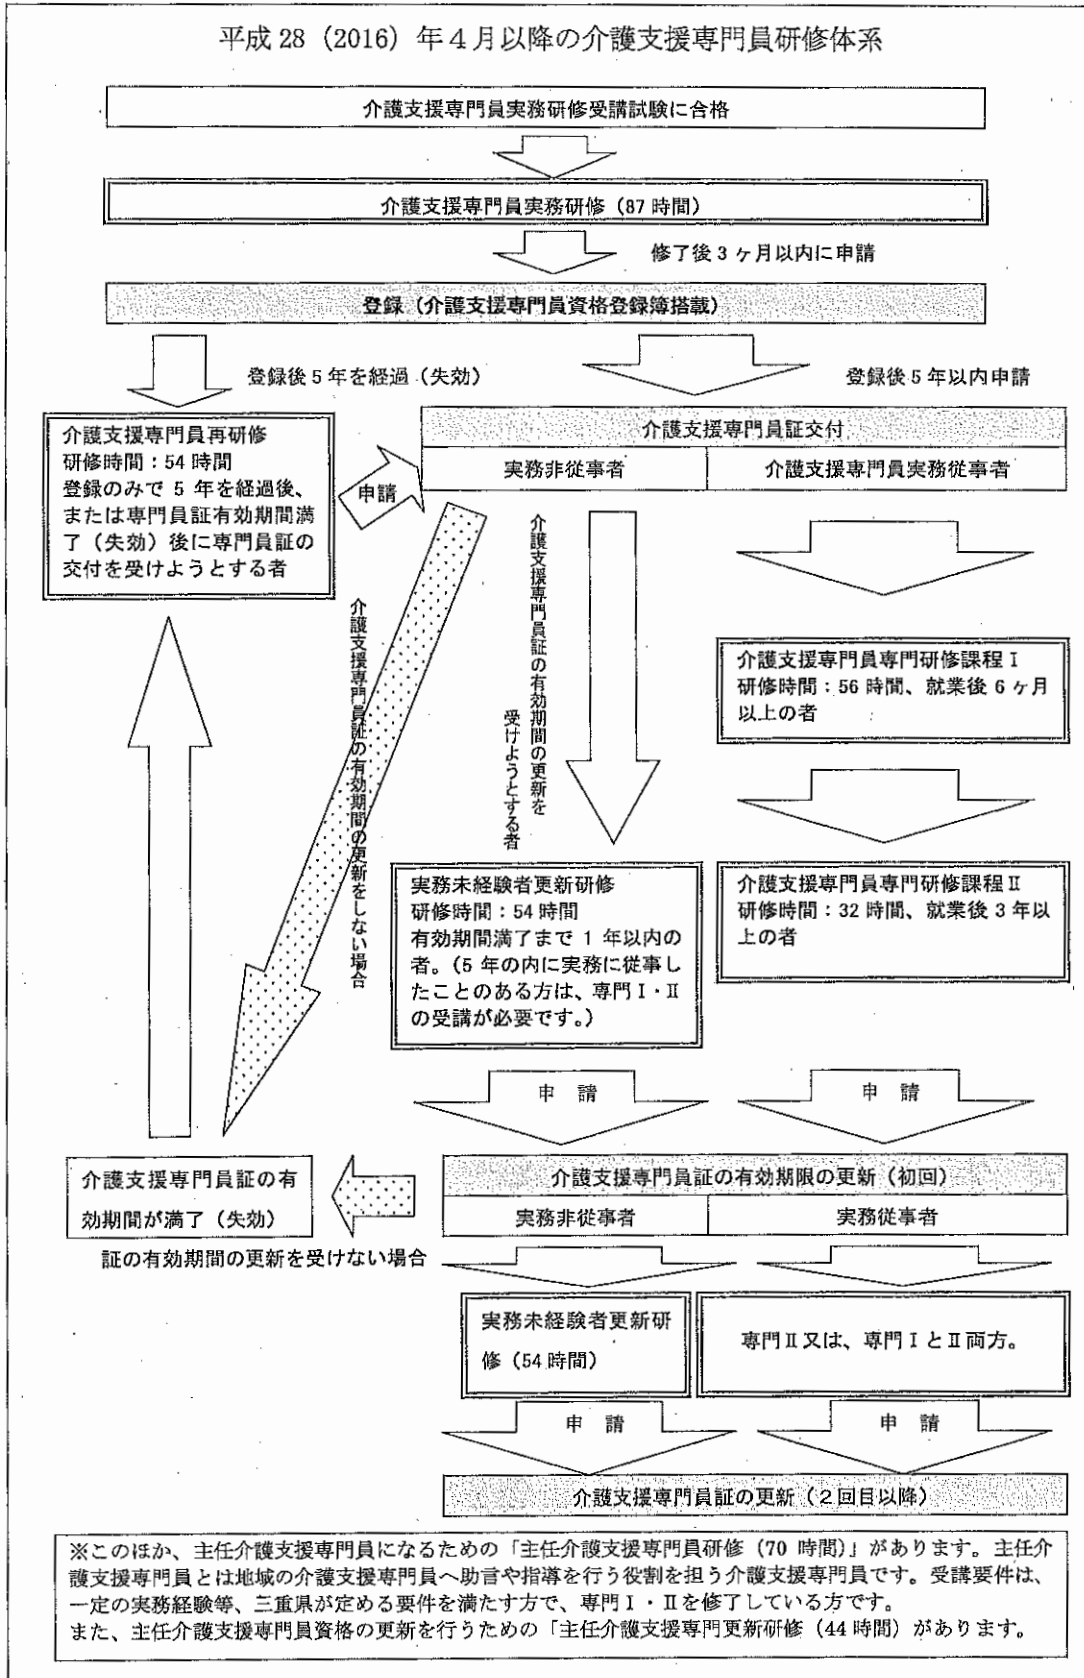 平成 28（2016）年４月以降の介護支援専門員研修体系
介護支援専門員実務研修受講試験に合格
介護支援専門員実務研修（87 時間）
修了後 3 ヶ月以内に申請
登録（介護支援専門員資格登録簿搭載）
登録後 5 年を経過（失効）
登録後 5 年以内申請
介護支援専門員再研修
研修時間：54 時間
登録のみで 5 年を経過後、
または専門員証有効期間満
了（失効）後に専門員証の
交付を受けようとする者
申請
介護支援専門員証交付
実務非従事者
介護支援専門員実務従事者
介護支援専門員証の有効期間の更新をしない場合
介護支援専門員証の有効期間の更新を
受けようとする者
介護支援専門員専門研修課程Ⅰ
研修時間：56 時間、就業後 6 ヶ月
以上の者
実務未経験者更新研修
研修時間：54 時間
有効期間満了まで 1 年以内の
者。（5 年の内に実務に従事し
たことのある方は、専門Ⅰ・Ⅱ
の受講が必要です。）
介護支援専門員専門研修課程Ⅱ
研修時間：32 時間、就業後 3 年以
上の者
申 請
申 請
介護支援専門員証の有
効期間が満了（失効）
介護支援専門員証の有効期限の更新（初回）
実務非従事者
実務従事者
証の有効期間の更新を受けない場合
実務未経験者更新研
修（54 時間）
専門Ⅱ又は、専門ⅠとⅡ両方。
申 請
申 請
介護支援専門員証の更新（２回目以降）
※このほか、主任介護支援専門員になるための「主任介護支援専門員研修（70 時間）」があります。主任介
護支援専門員とは地域の介護支援専門員へ助言や指導を行う役割を担う介護支援専門員です。受講要件は、
一定の実務経験等、三重県が定める要件を満たす方で、専門Ⅰ・Ⅱを修了している方です。
また、主任介護支援専門員資格の更新を行うための「主任介護支援専門更新研修（44 時間）があります。